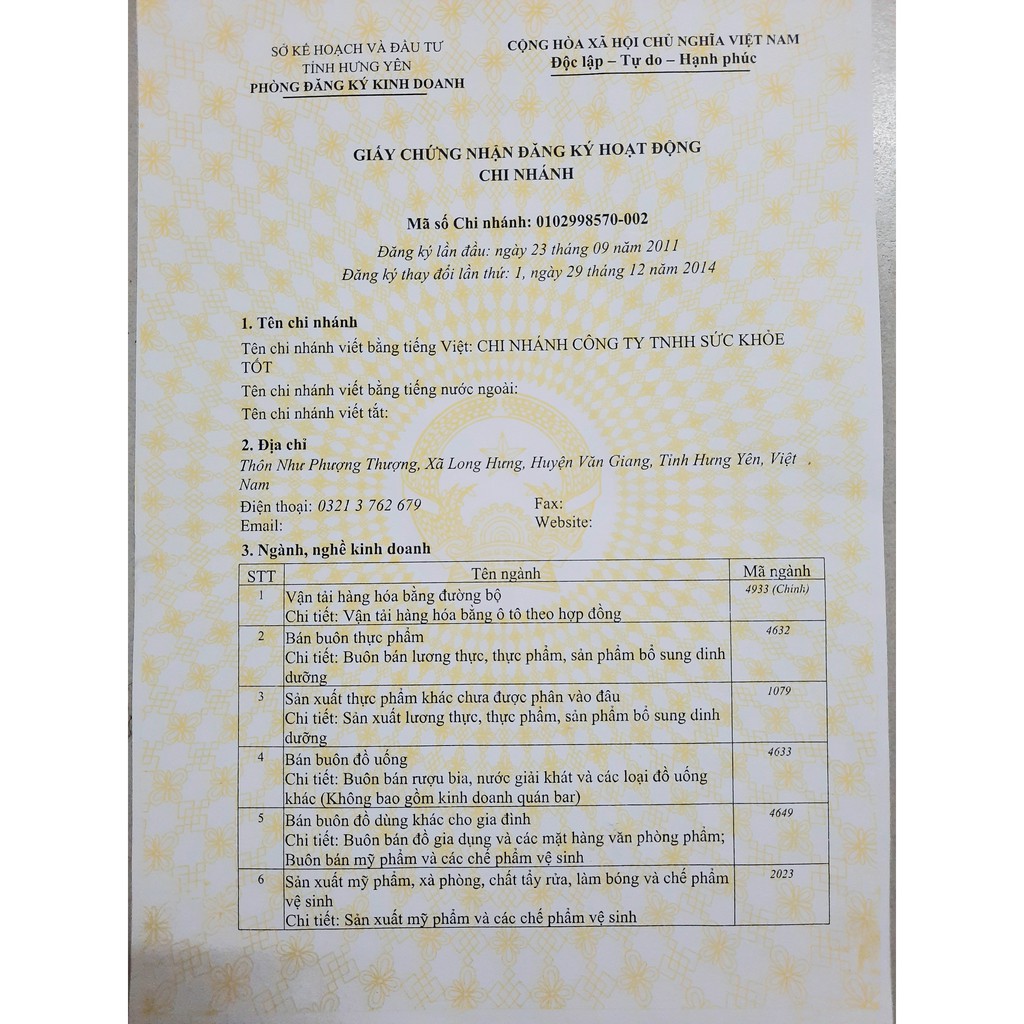 SỞ KẾ HOẠCH VÀ ĐẦU TƯ
TỈNH HƯNG YÊN
PHÒNG ĐĂNG KÝ KINH DOANH
CỘNG HÒA XÃ HỘI CHỦ NGHĨA VIỆT NAM
Độc lập – Tự do – Hạnh phúc
GIẤY CHỨNG NHẬN ĐĂNG KÝ HOẠT ĐỘNG
CHI NHÁNH
Mã số Chi nhánh: 0102998570-002
Đăng ký lần đầu: ngày 23 tháng 09 năm 2011
Đăng ký thay đổi lần thứ: 1, ngày 29 tháng 12 năm 2014
1. Tên chi nhánh
Tên chi nhánh viết bằng tiếng Việt: CHI NHÁNH CÔNG TY TNHH SỨC KHỎE
TỐT
Tên chi nhánh viết bằng tiếng nước ngoài:
Tên chi nhánh viết tắt:
2. Địa chỉ
Thôn Như Phượng Thượng, Xã Long Hưng, Huyện Văn Giang, Tỉnh Hưng Yên, Việt
Nam
Điện thoại: 0321 3 762 679 Fax:
Email: Website:
3. Ngành, nghề kinh doanh
STT Tên ngành Mã ngành
1 Vận tải hàng hóa bằng đường bộ 4933 (Chính)
Chi tiết: Vận tải hàng hóa bằng ô tô theo hợp đồng
2 Bán buôn thực phẩm 4632
Chi tiết: Buôn bán lương thực, thực phẩm, sản phẩm bổ sung dinh
dưỡng
3 Sản xuất thực phẩm khác chưa được phân vào đâu 1079
Chi tiết: Sản xuất lương thực, thực phẩm, sản phẩm bổ sung dinh
dưỡng
4 Bán buôn đồ uống 4633
Chi tiết: Buôn bán rượu bia, nước giải khát và các loại đồ uống
khác (Không bao gồm kinh doanh quán bar)
5 Bán buôn đồ dùng khác cho gia đình 4649
Chi tiết: Buôn bán đồ gia dụng và các mặt hàng văn phòng phẩm;
Buôn bán mỹ phẩm và các chế phẩm vệ sinh
6 Sản xuất mỹ phẩm, xà phòng, chất tẩy rửa, làm bóng và chế phẩm 2023
vệ sinh
Chi tiết: Sản xuất mỹ phẩm và các chế phẩm vệ sinh